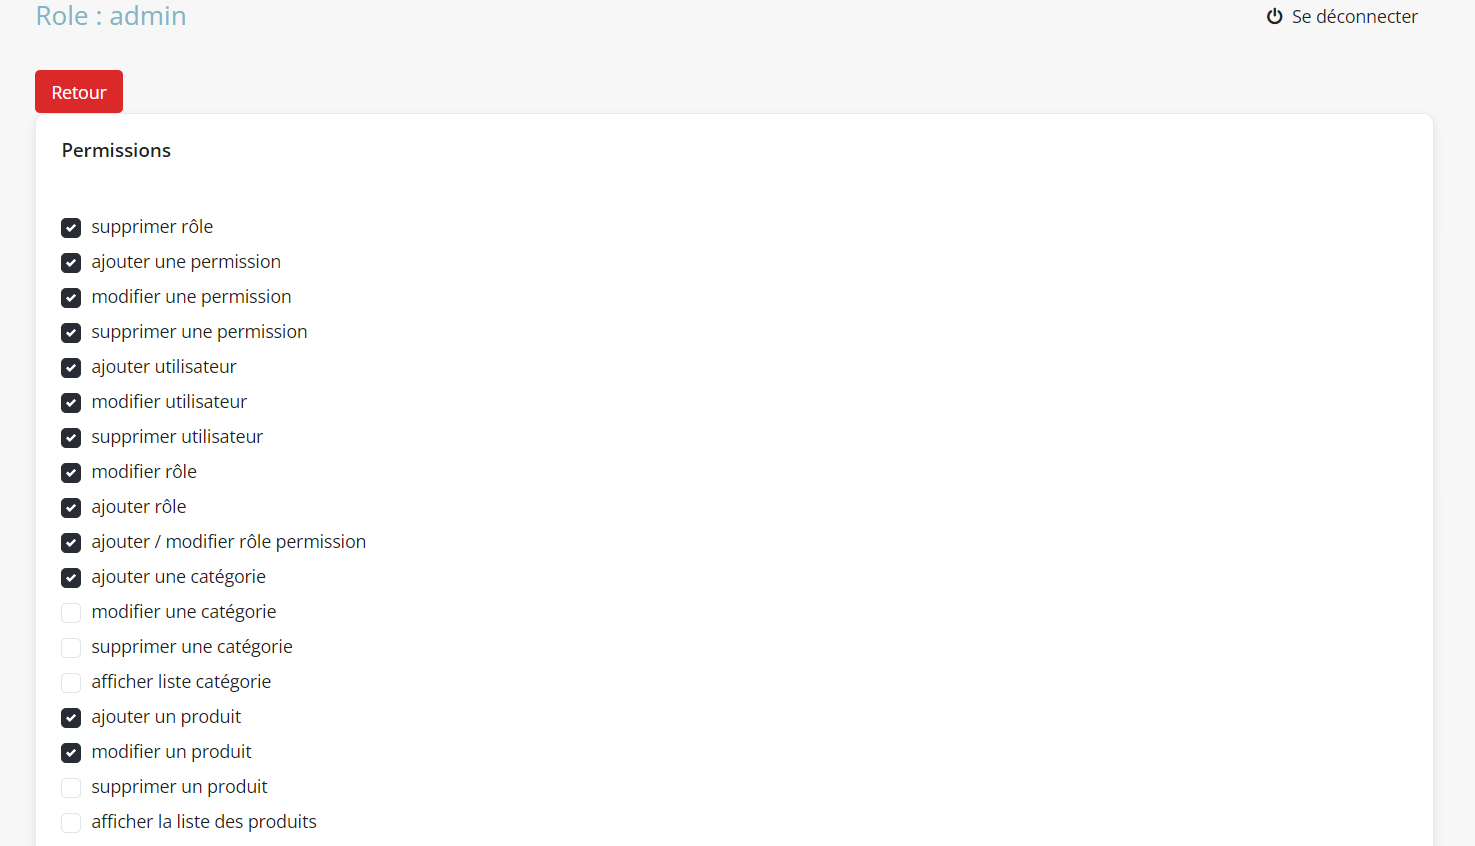 Role : admin
Se déconnecter
Retour
Permissions
supprimer rôle
ajouter une permission
modifier une permission
supprimer une permission
ajouter utilisateur
modifier utilisateur
supprimer utilisateur
modifier rôle
ajouter rôle
ajouter / modifier rôle permission
ajouter une catégorie
modifier une catégorie
supprimer une catégorie
afficher liste catégorie
ajouter un produit
modifier un produit
supprimer un produit
afficher la liste des produits